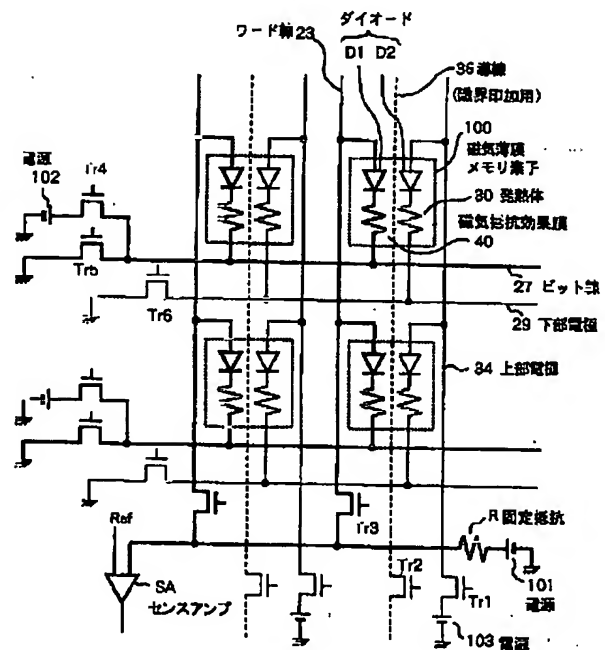 ダイオード
ワード線23
D1 D2
36導線
(磁界印加用)
100
磁気薄膜
メモリ素子
電源
102
Tr4
30 発熱体
磁気抵抗効果膜
40
Tr5
27 ビット線
Tr6
29 下部電極
34 上部電極
Ref
Tr3
R 固定抵抗
SA
センスアンプ
Tr2
Tr1
101
電源
103 電源